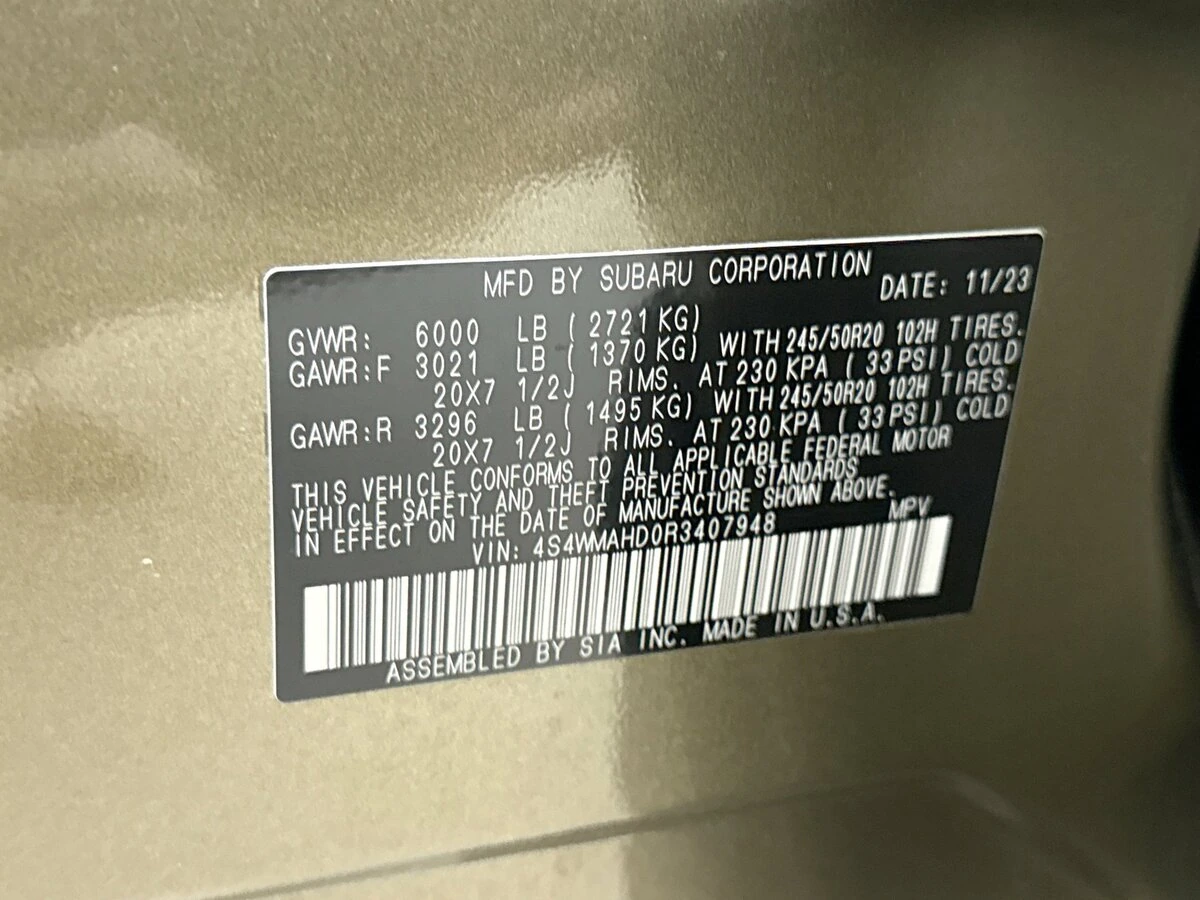 MFD BY SUBARU CORPORATION DATE: 11/23
GVWR: 6000 LB ( 2721 KG)
GAWR:F 3021 LB ( 1370 KG) WITH 245/50R20 102H TIRES.
20X7 1/2J RIMS. AT 230 KPA ( 33 PSI) COLD
GAWR:R 3296 LB ( 1495 KG) WITH 245/50R20 102H TIRES.
20X7 1/2J RIMS. AT 230 KPA ( 33 PSI) COLD
THIS VEHICLE CONFORMS TO ALL APPLICABLE FEDERAL MOTOR
VEHICLE SAFETY AND THEFT PREVENTION STANDARDS
IN EFFECT ON THE DATE OF MANUFACTURE SHOWN ABOVE.
VIN: 4S4WMAHD0R3407948 MPV
ASSEMBLED BY SIA INC. MADE IN U.S.A.